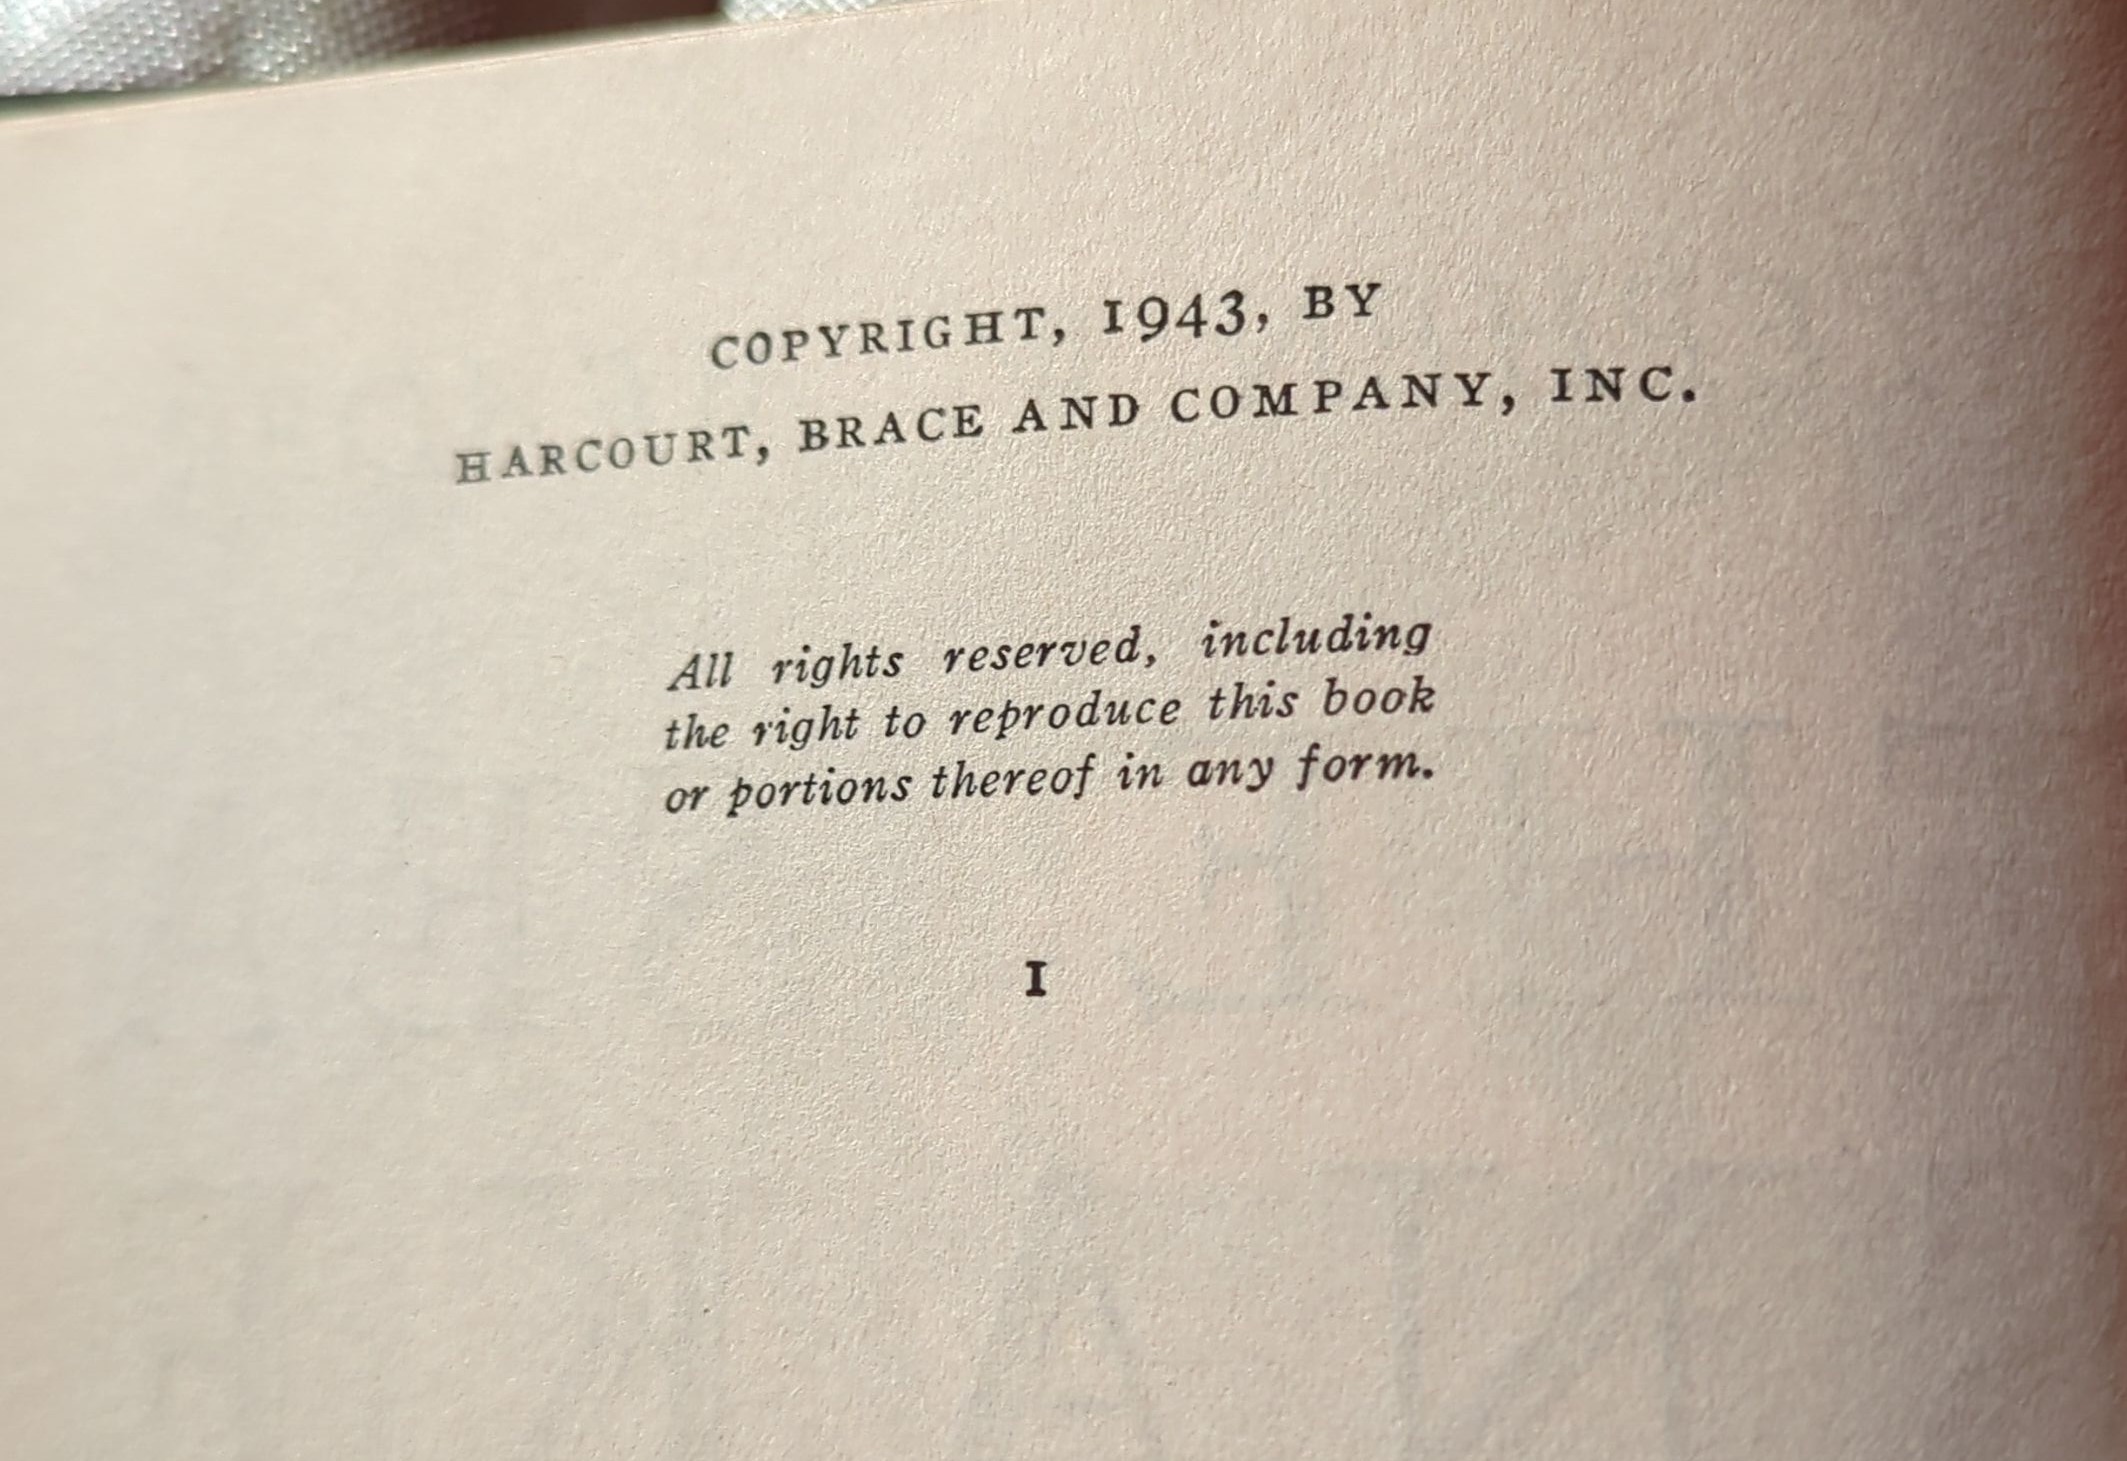 COPYRIGHT, 1943, BY
HARCOURT, BRACE AND COMPANY, INC.
All rights reserved, including
the right to reproduce this book
or portions thereof in any form.
I